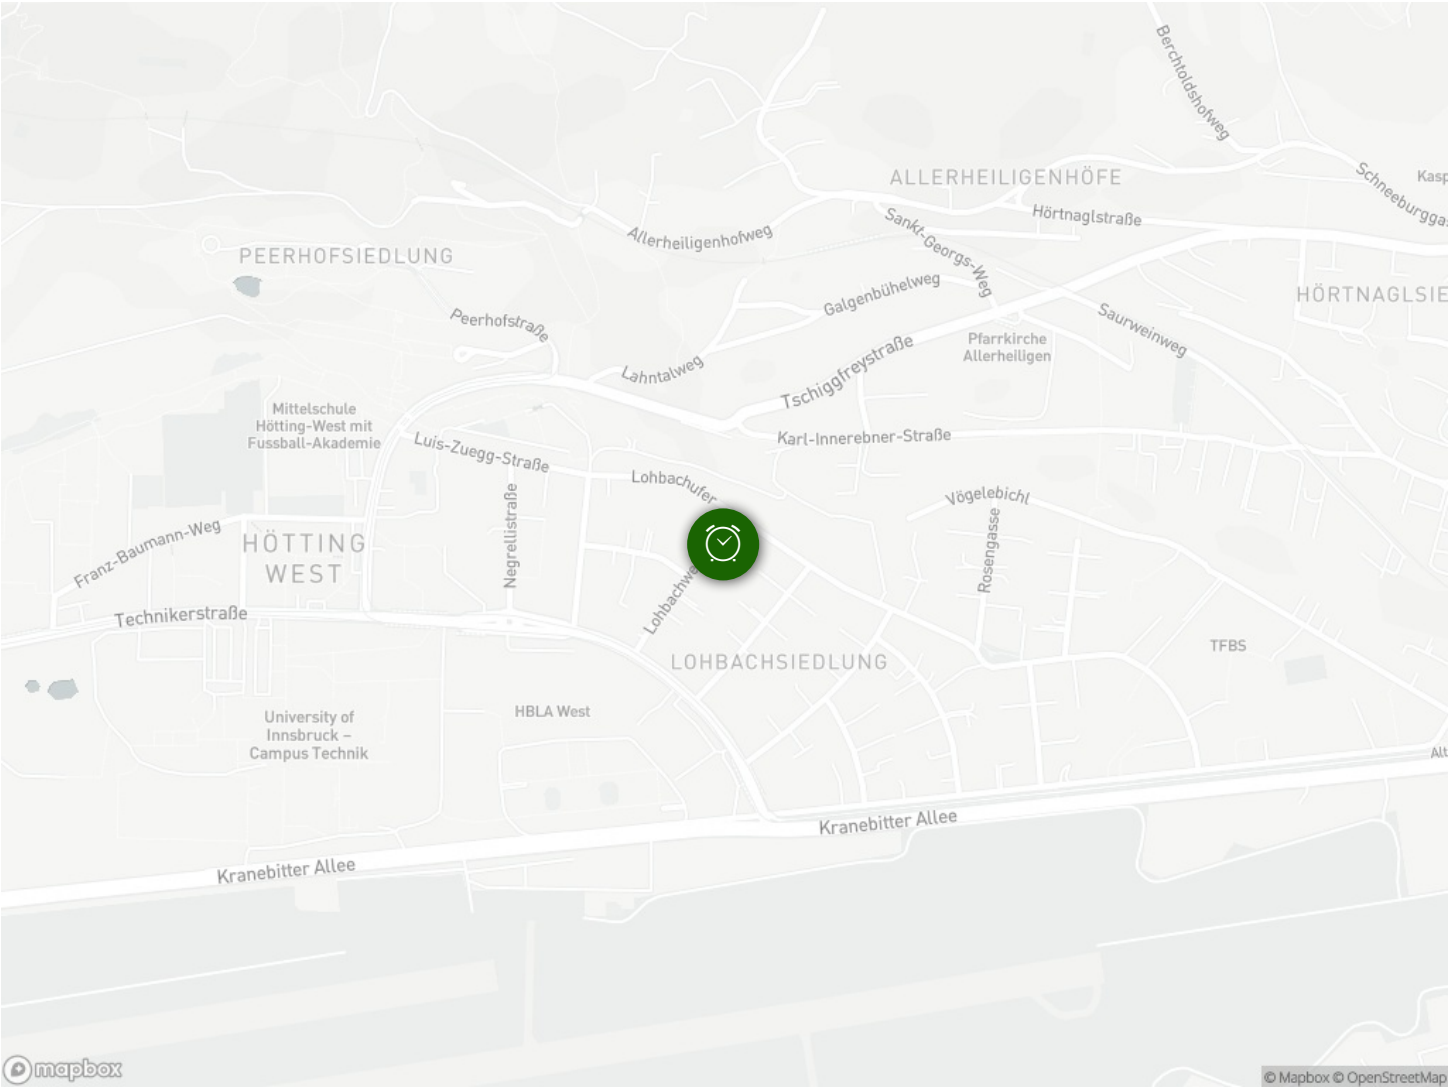 Berchtoldshofweg
ALLERHEILIGENHÖFE
Schneeburggas
Kasp
Hörtnaglstraße
Sankt-Georgs-Weg
Allerheiligenhofweg
PEERHOFSIEDLUNG
Galgenbühelweg
HÖRTNAGLSIE
Peerhofstraße
Saurweinweg
Pfarrkirche
Allerheiligen
Lahntalweg
Tschiggfreystraße
Mittelschule
Hötting-West mit
Fussball-Akademie
Luis-Zuegg-Straße
Karl-Innerebner-Straße
Lohbachufer
Vögelebichl
Negrellistraße
Rosengasse
Franz-Baumann-Weg
HÖTTING
WEST
Lohbachwe
Technikerstraße
TFBS
LOHBACHSIEDLUNG
University of
Innsbruck –
Campus Technik
HBLA West
Alt
Kranebitter Allee
Kranebitter Allee
mapbox
© Mapbox © OpenStreetMap